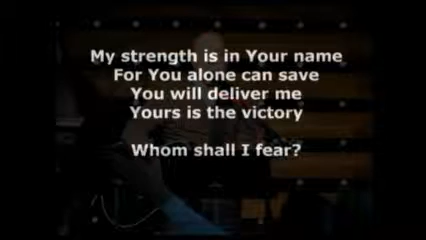 My strength is in Your name
For You alone can save
You will deliver me
Yours is the victory
Whom shall I fear?